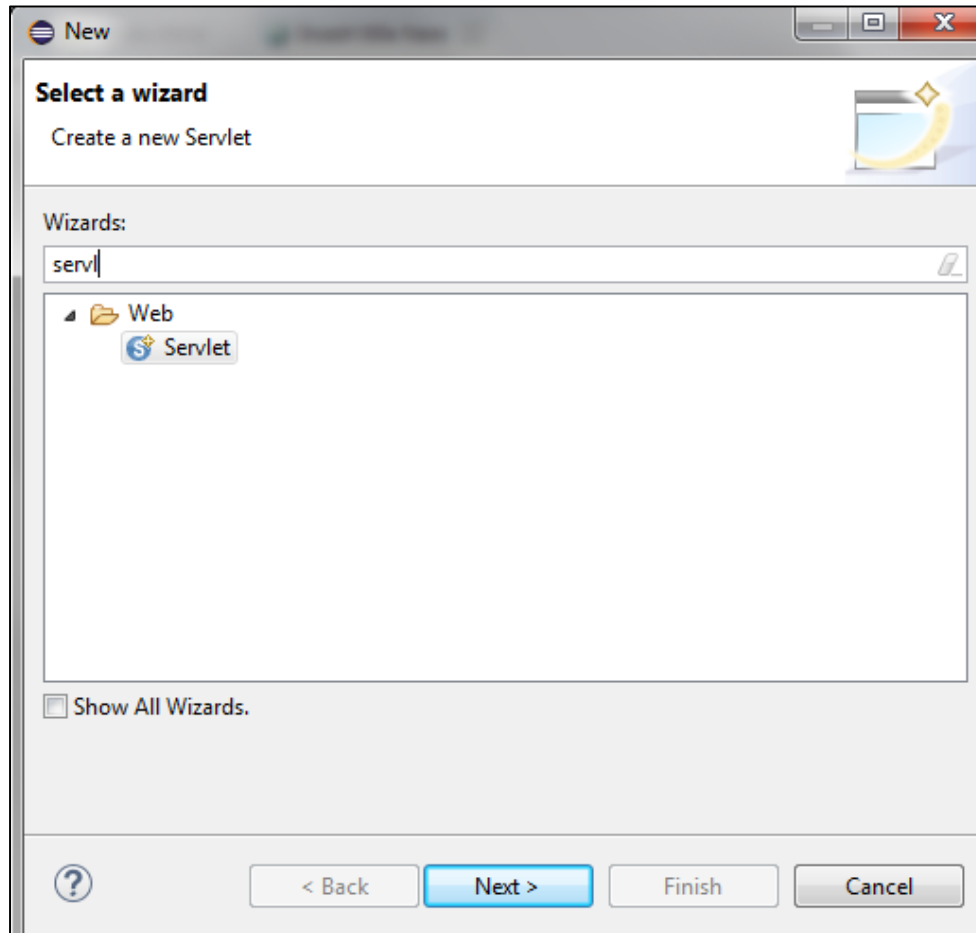 New
Select a wizard
Create a new Servlet
Wizards:
servl
Web
Servlet
Show All Wizards.
< Back Next > Finish Cancel